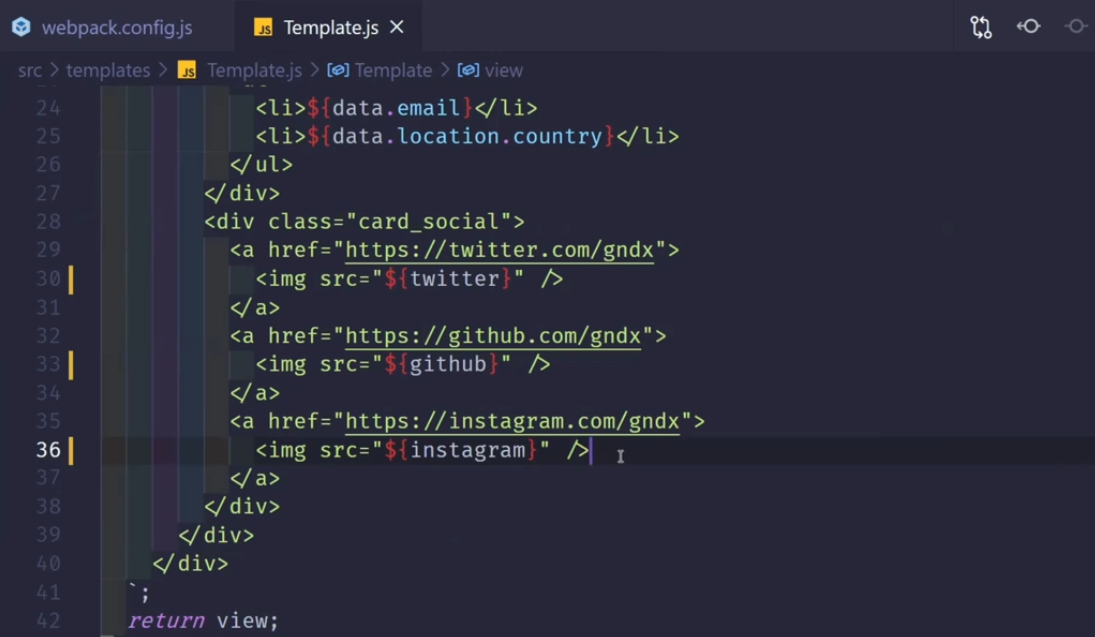 webpack.config.js
JS Template.js
src > templates > JS Template.js > Template > view
24 <li>${data.email}</li>
25 <li>${data.location.country}</li>
26 </ul>
27 </div>
28 <div class="card_social">
29 <a href="https://twitter.com/gndx">
30 <img src="${twitter}" />
31 </a>
32 <a href="https://github.com/gndx">
33 <img src="${github}" />
34 </a>
35 <a href="https://instagram.com/gndx">
36 <img src="${instagram}" />
37 </a>
38 </div>
39 </div>
40 </div>
41 `;
42 return view;